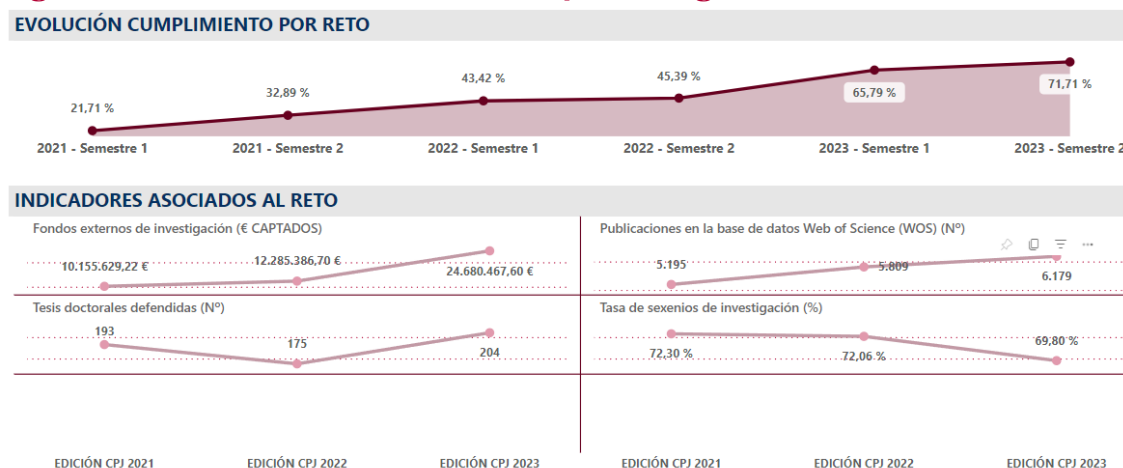 EVOLUCIÓN CUMPLIMIENTO POR RETO
21,71 %
32,89 %
43,42 %
45,39 %
65,79 %
71,71 %
2021 - Semestre 1
2021 - Semestre 2
2022 - Semestre 1
2022 - Semestre 2
2023 - Semestre 1
2023 - Semestre 2
INDICADORES ASOCIADOS AL RETO
Fondos externos de investigación (€ CAPTADOS)
10.155.629,22 €
12.285.386,70 €
24.680.467,60 €
Publicaciones en la base de datos Web of Science (WOS) (Nº)
5.195
5.809
6.179
Tesis doctorales defendidas (Nº)
193
175
204
Tasa de sexenios de investigación (%)
72,30 %
72,06 %
69,80 %
EDICIÓN CPJ 2021
EDICIÓN CPJ 2022
EDICIÓN CPJ 2023
EDICIÓN CPJ 2021
EDICIÓN CPJ 2022
EDICIÓN CPJ 2023